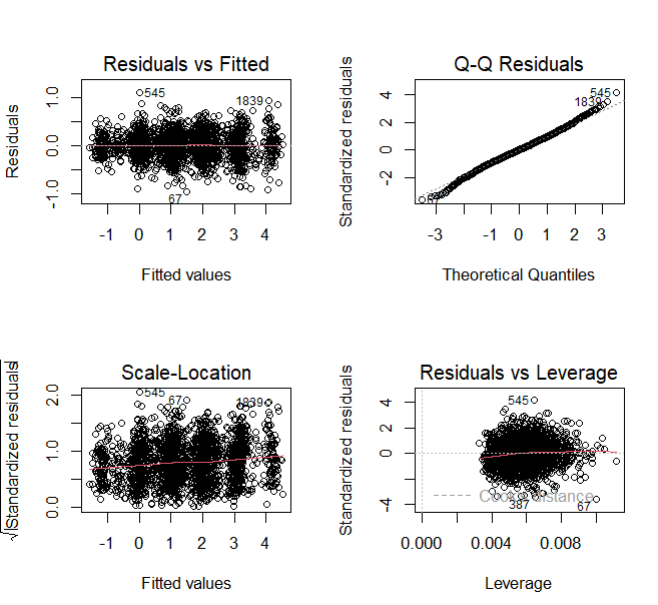 Residuals vs Fitted
Residuals
1.0
0.0
-1.0
545
1839
67
-1 0 1 2 3 4
Fitted values
Q-Q Residuals
Standardized residuals
4
2
0
-2
545
1839
67
-3 -1 0 1 2 3
Theoretical Quantiles
Scale-Location
√|Standardized residuals|
2.0
1.0
0.0
545
67
1839
-1 0 1 2 3 4
Fitted values
Residuals vs Leverage
Standardized residuals
4
2
0
-4
545
Cook's distance
387
67
0.000 0.004 0.008
Leverage